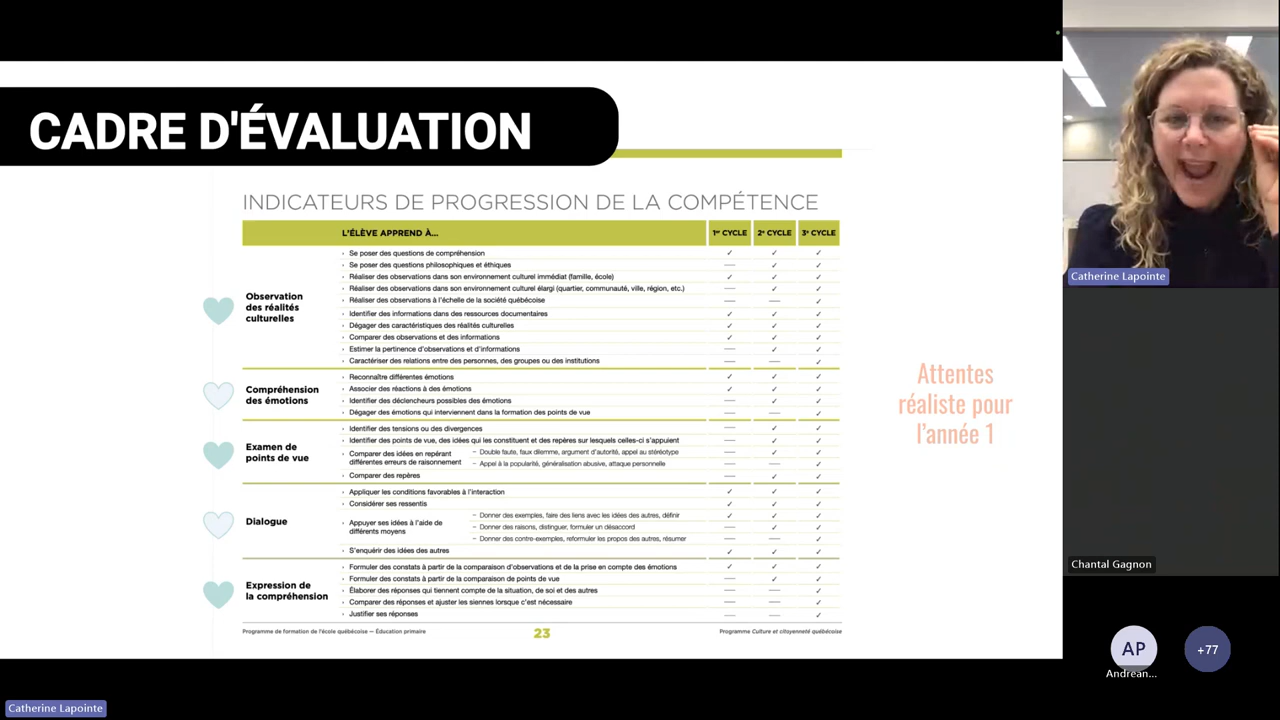 CADRE D'ÉVALUATION
INDICATEURS DE PROGRESSION DE LA COMPÉTENCE
L'ÉLÈVE APPREND À... 1er CYCLE 2e CYCLE 3e CYCLE
Observation
des réalités
culturelles
› Se poser des questions de compréhension ✓ ✓ ✓
› Se poser des questions philosophiques et éthiques — ✓ ✓
› Réaliser des observations dans son environnement culturel immédiat (famille, école) ✓ ✓ ✓
› Réaliser des observations dans son environnement culturel élargi (quartier, communauté, ville, région, etc.) — ✓ ✓
› Réaliser des observations à l'échelle de la société québécoise — — ✓
› Identifier des informations dans des ressources documentaires ✓ ✓ ✓
› Dégager des caractéristiques des réalités culturelles ✓ ✓ ✓
› Comparer des observations et des informations ✓ ✓ ✓
› Estimer la pertinence d'observations et d'informations — ✓ ✓
› Caractériser des relations entre des personnes, des groupes ou des institutions — — ✓
Compréhension
des émotions
› Reconnaître différentes émotions ✓ ✓ ✓
› Associer des réactions à des émotions ✓ ✓ ✓
› Identifier des déclencheurs possibles des émotions — ✓ ✓
› Dégager des émotions qui interviennent dans la formation des points de vue — — ✓
Examen de
points de vue
› Identifier des tensions ou des divergences — ✓ ✓
› Identifier des points de vue, des idées qui les constituent et des repères sur lesquels celles-ci s'appuient — ✓ ✓
› Comparer des idées en repérant
différentes erreurs de raisonnement
– Double faute, faux dilemme, argument d'autorité, appel au stéréotype — ✓ ✓
– Appel à la popularité, généralisation abusive, attaque personnelle — — ✓
› Comparer des repères — ✓ ✓
Dialogue
› Appliquer les conditions favorables à l'interaction ✓ ✓ ✓
› Considérer ses ressentis ✓ ✓ ✓
› Appuyer ses idées à l'aide de
différents moyens
– Donner des exemples, faire des liens avec les idées des autres, définir ✓ ✓ ✓
– Donner des raisons, distinguer, formuler un désaccord — ✓ ✓
– Donner des contre-exemples, reformuler les propos des autres, résumer — — ✓
› S'enquérir des idées des autres ✓ ✓ ✓
Expression de
la compréhension
› Formuler des constats à partir de la comparaison d'observations et de la prise en compte des émotions ✓ ✓ ✓
› Formuler des constats à partir de la comparaison de points de vue — ✓ ✓
› Élaborer des réponses qui tiennent compte de la situation, de soi et des autres — — ✓
› Comparer des réponses et ajuster les siennes lorsque c'est nécessaire — — ✓
› Justifier ses réponses — — ✓
Programme de formation de l'école québécoise — Éducation primaire
23
Programme Culture et citoyenneté québécoise
Attentes
réaliste pour
l'année 1
Catherine Lapointe
Chantal Gagnon
AP
+77
Andréan...
Catherine Lapointe